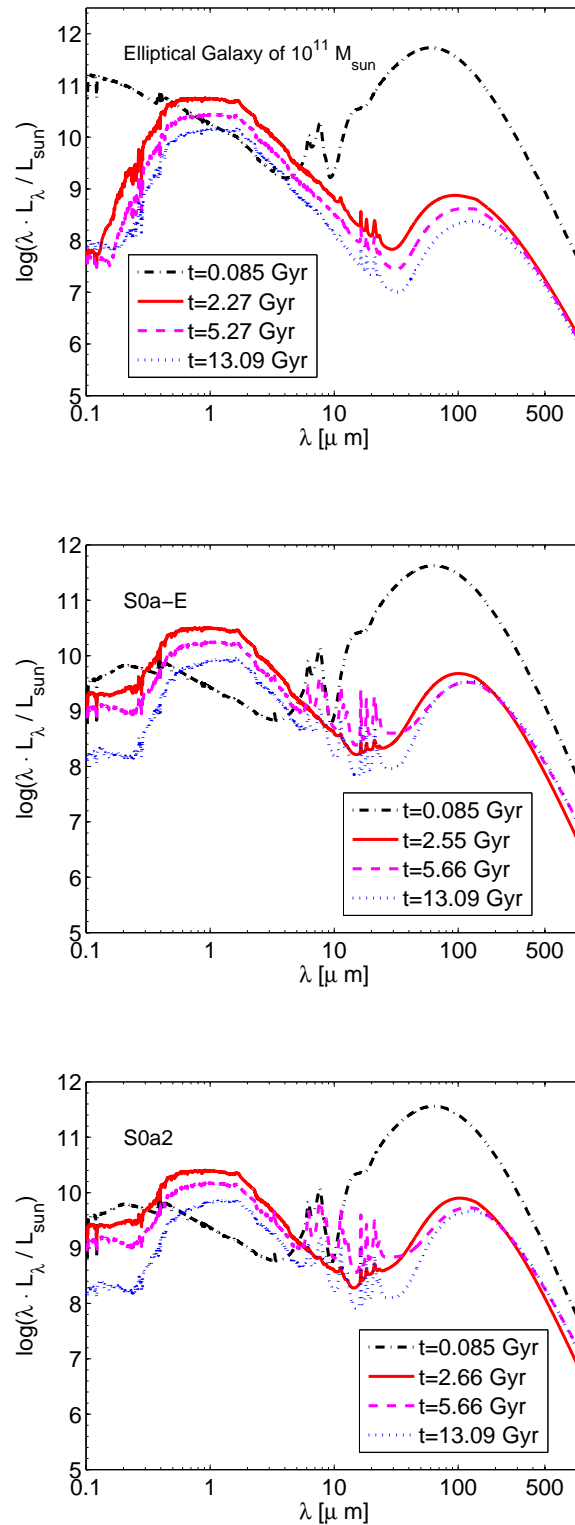 12
11
10
9
8
7
6
5
log(λ · L_λ / L_sun)
Elliptical Galaxy of 10^11 M_sun
t=0.085 Gyr
t=2.27 Gyr
t=5.27 Gyr
t=13.09 Gyr
0.1 1 10 100 500
λ [μ m]
12
11
10
9
8
7
6
5
log(λ · L_λ / L_sun)
S0a−E
t=0.085 Gyr
t=2.55 Gyr
t=5.66 Gyr
t=13.09 Gyr
0.1 1 10 100 500
λ [μ m]
12
11
10
9
8
7
6
5
log(λ · L_λ / L_sun)
S0a2
t=0.085 Gyr
t=2.66 Gyr
t=5.66 Gyr
t=13.09 Gyr
0.1 1 10 100 500
λ [μ m]